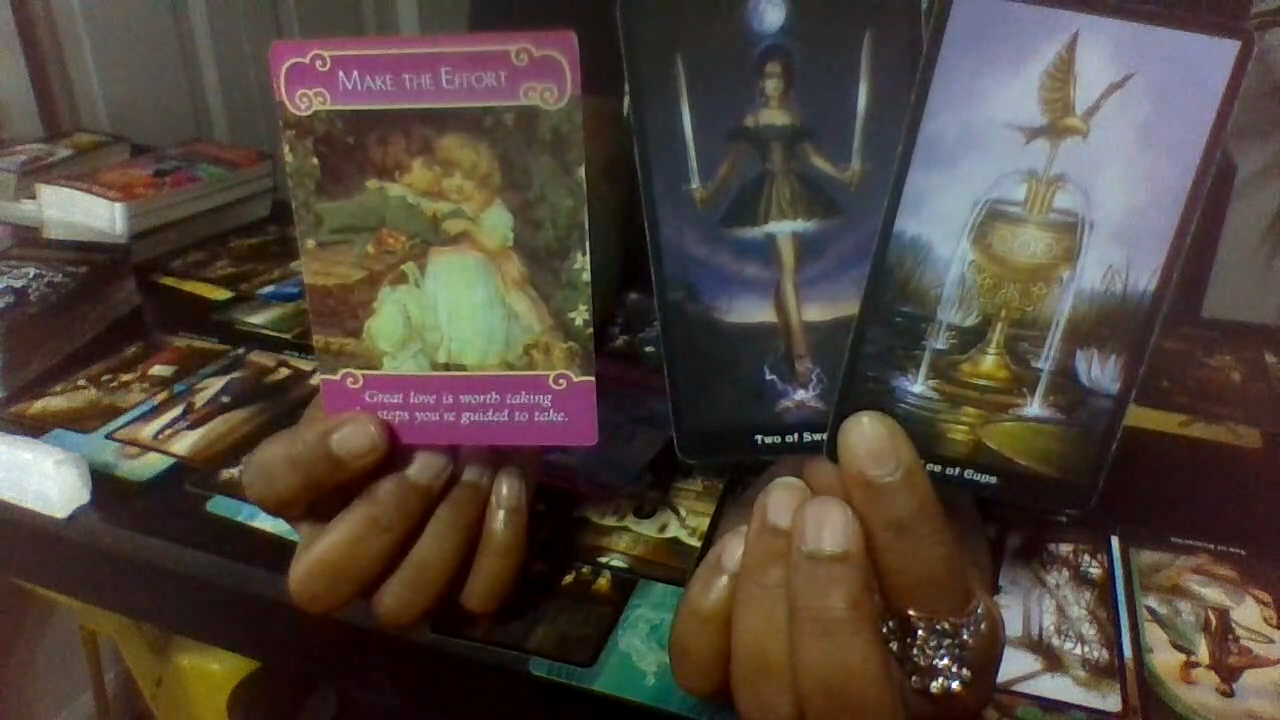 MAKE THE EFFORT
Great love is worth taking
steps you're guided to take.
Two of Swo
ce of Cups